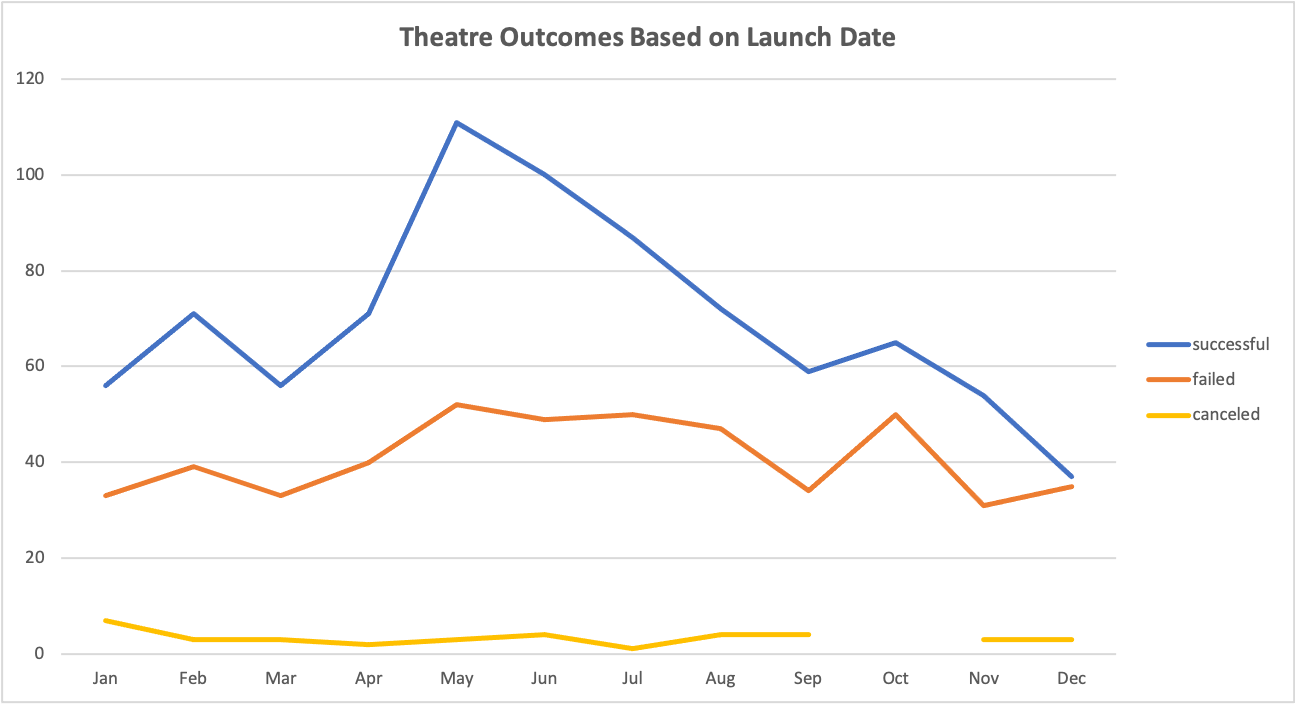 Theatre Outcomes Based on Launch Date
120
100
80
60
40
20
0
Jan Feb Mar Apr May Jun Jul Aug Sep Oct Nov Dec
successful
failed
canceled